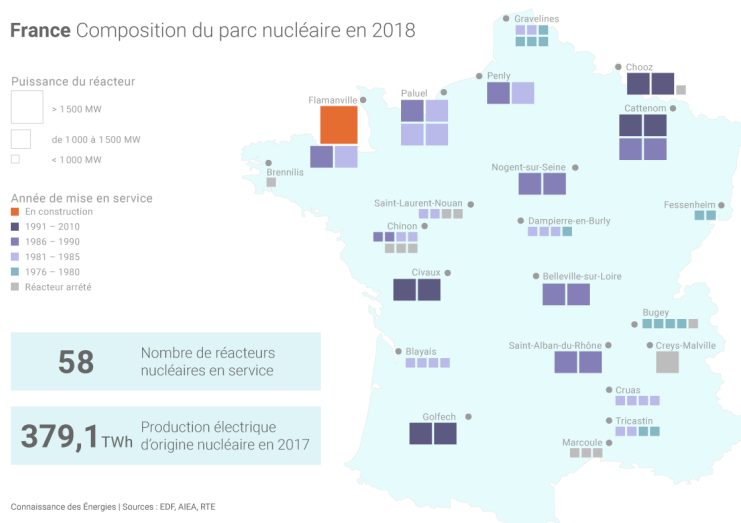 France Composition du parc nucléaire en 2018
Puissance du réacteur
> 1 500 MW
de 1 000 à 1 500 MW
< 1 000 MW
Année de mise en service
En construction
1991 – 2010
1986 – 1990
1981 – 1985
1976 – 1980
Réacteur arrété
Gravelines
Chooz
Penly
Paluel
Flamanville
Cattenom
Brennilis
Nogent-sur-Seine
Saint-Laurent-Nouan
Fessenheim
Dampierre-en-Burly
Chinon
Civaux
Belleville-sur-Loire
Bugey
Blayais
Saint-Alban-du-Rhône
Creys-Malville
Cruas
Golfech
Tricastin
Marcoule
58
Nombre de réacteurs
nucléaires en service
379,1 TWh
Production électrique
d'origine nucléaire en 2017
Connaissance des Énergies | Sources : EDF, AIEA, RTE